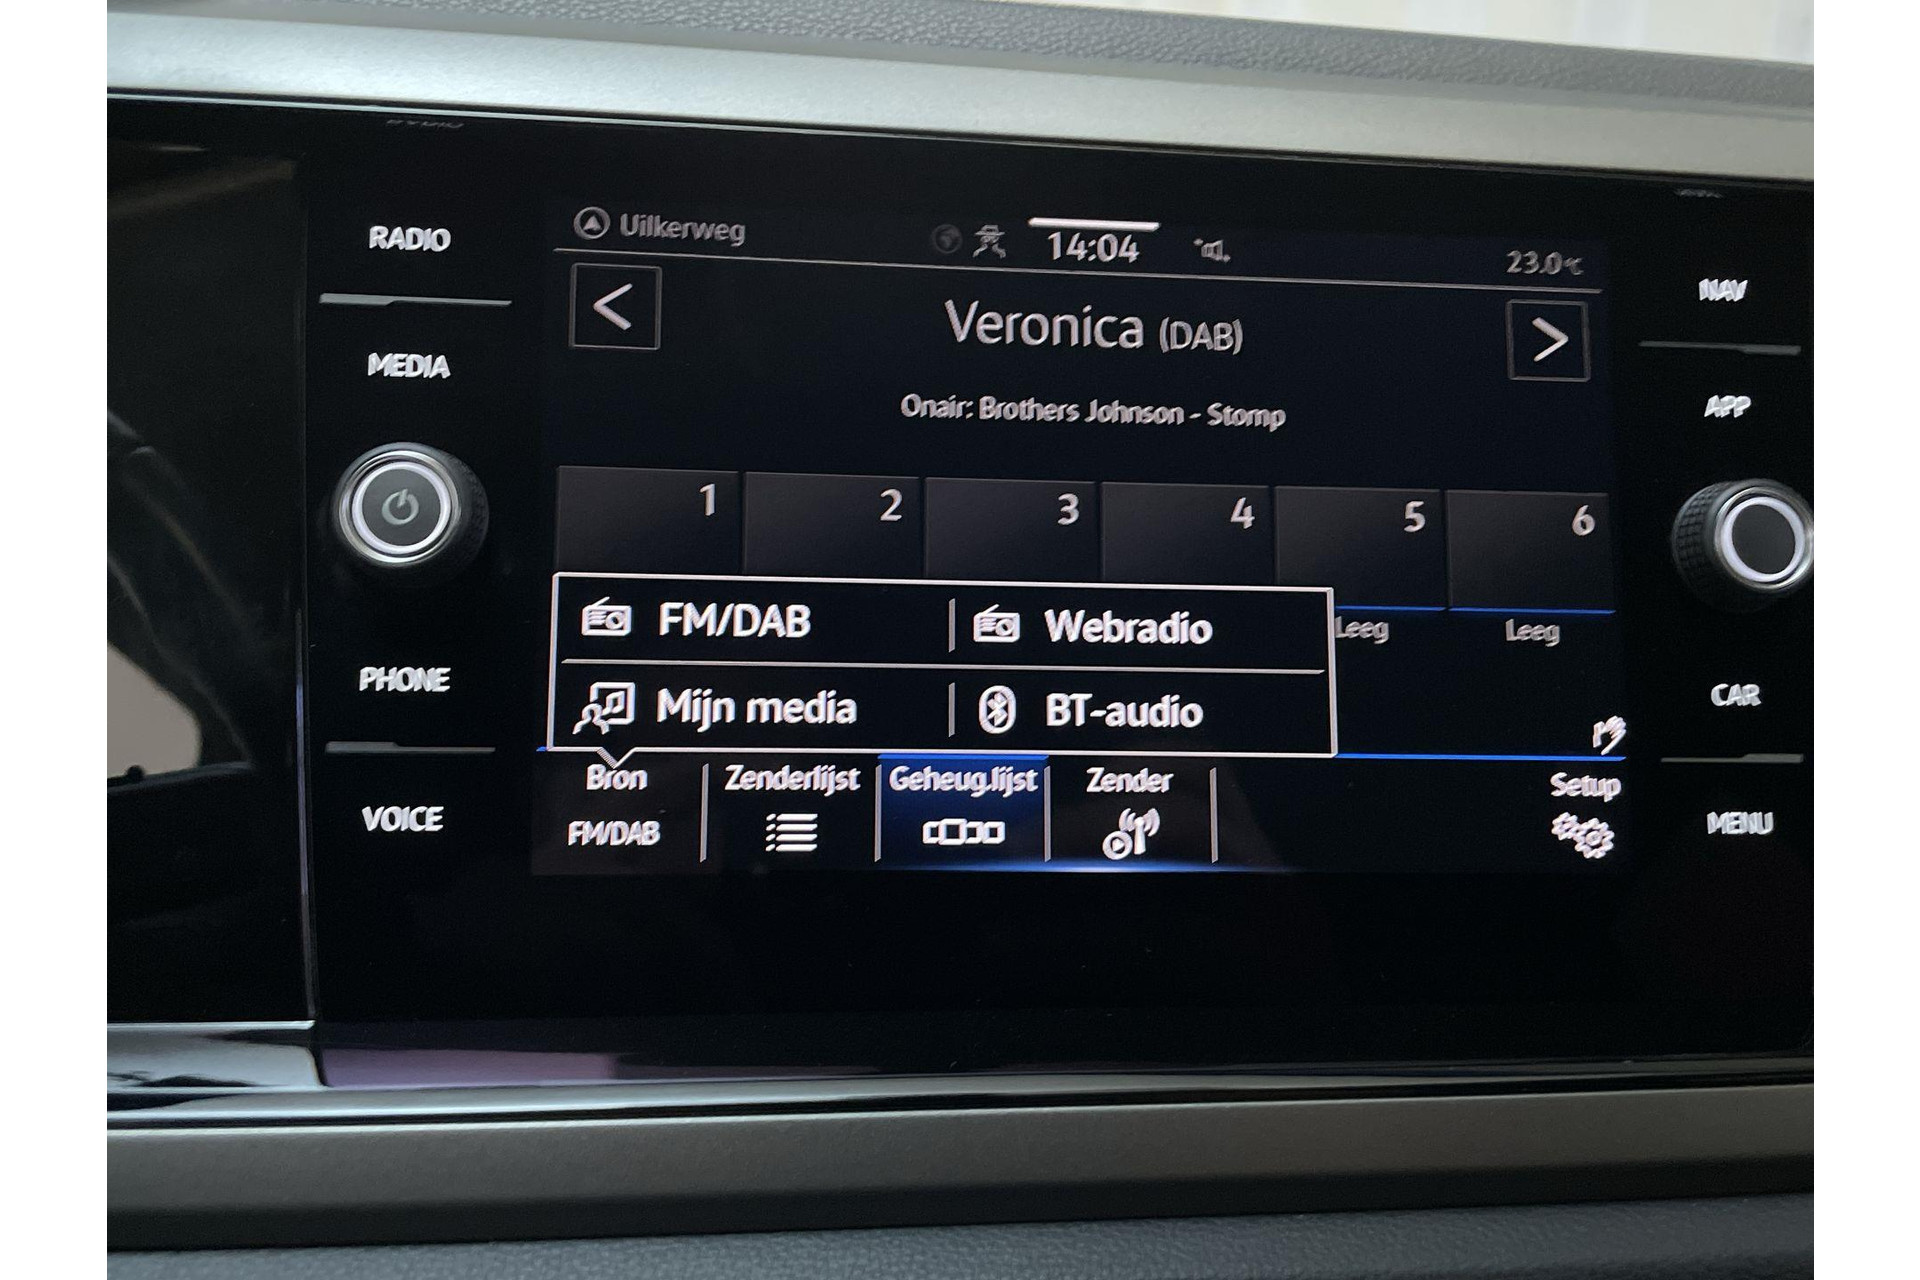 RADIO
MEDIA
PHONE
VOICE
Uilkerweg
14:04
23.0°C
Veronica (DAB)
Onair: Brothers Johnson - Stomp
1 2 3 4 5 6
FM/DAB Webradio
Leeg Leeg
Mijn media BT-audio
Bron Zenderlijst Geheug.lijst Zender Setup
FM/DAB
NAV
APP
CAR
MENU